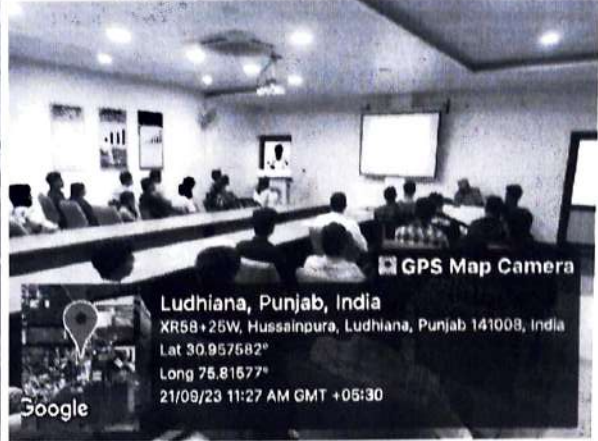 GPS Map Camera
Ludhiana, Punjab, India
XR58+25W, Hussainpura, Ludhiana, Punjab 141008, India
Lat 30.957582°
Long 75.81577°
21/09/23 11:27 AM GMT +05:30
Google